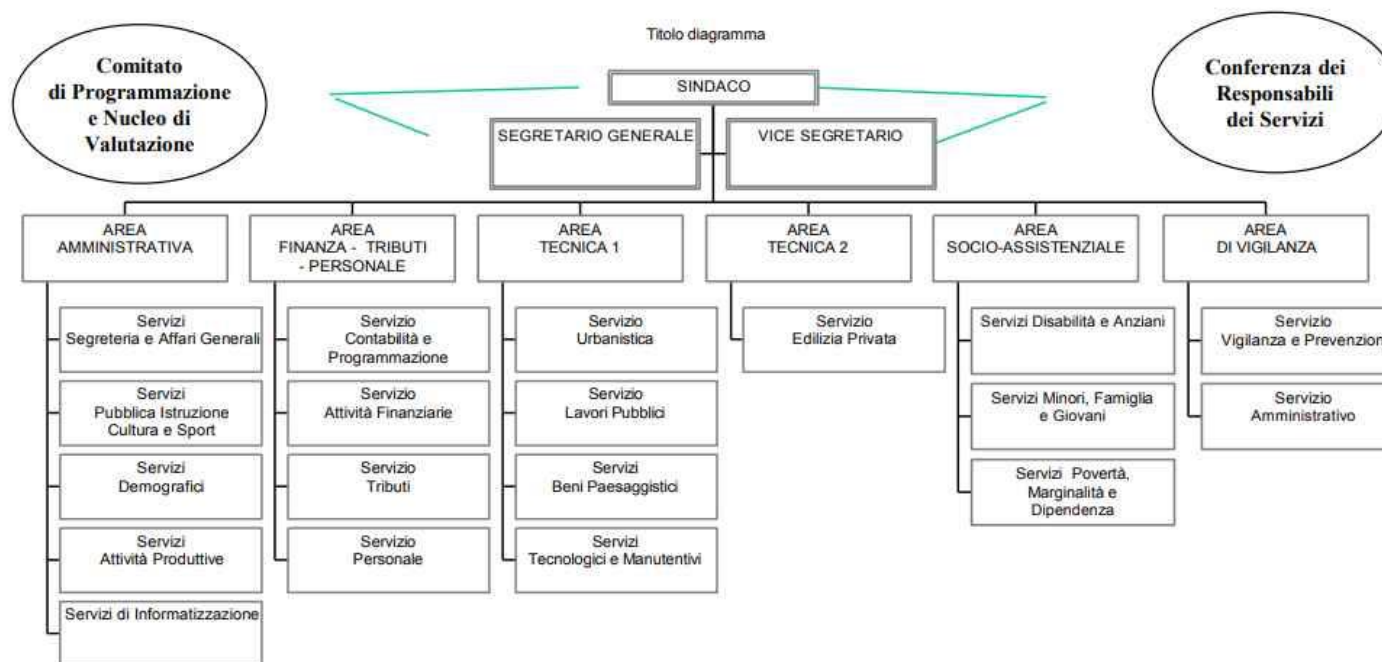 Titolo diagramma
Comitato
di Programmazione
e Nucleo di
Valutazione
Conferenza dei
Responsabili
dei Servizi
SINDACO
SEGRETARIO GENERALE
VICE SEGRETARIO
AREA
AMMINISTRATIVA
AREA
FINANZA - TRIBUTI
- PERSONALE
AREA
TECNICA 1
AREA
TECNICA 2
AREA
SOCIO-ASSISTENZIALE
AREA
DI VIGILANZA
Servizi
Segreteria e Affari Generali
Servizi
Pubblica Istruzione
Cultura e Sport
Servizi
Demografici
Servizi
Attività Produttive
Servizi di Informatizzazione
Servizio
Contabilità e
Programmazione
Servizio
Attività Finanziarie
Servizio
Tributi
Servizio
Personale
Servizio
Urbanistica
Servizio
Lavori Pubblici
Servizi
Beni Paesaggistici
Servizi
Tecnologici e Manutentivi
Servizio
Edilizia Privata
Servizi Disabilità e Anziani
Servizi Minori, Famiglia
e Giovani
Servizi Povertà,
Marginalità e
Dipendenza
Servizio
Vigilanza e Prevenzion
Servizio
Amministrativo